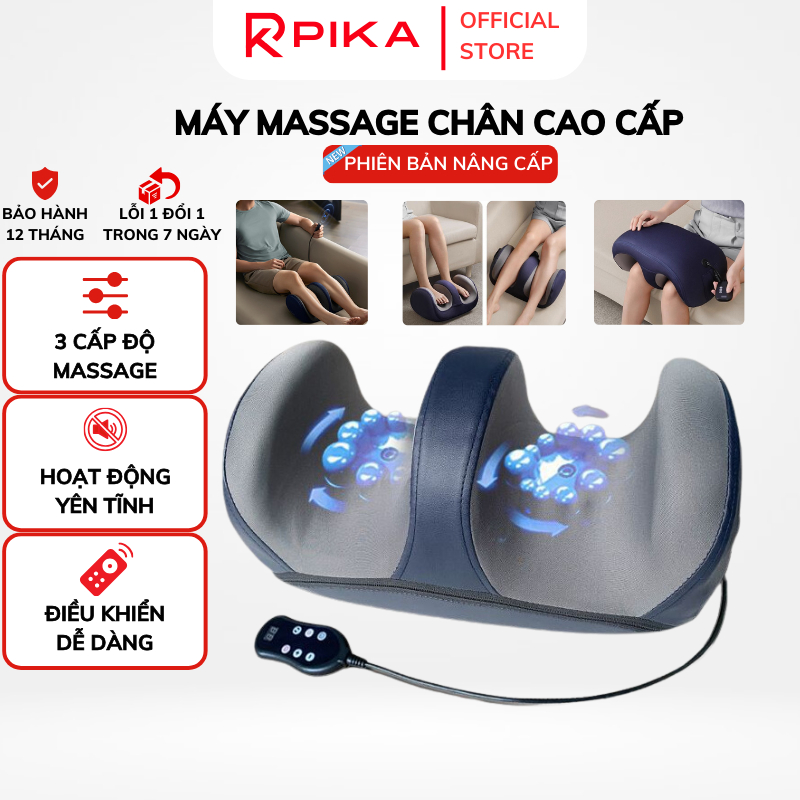 RPIKA
OFFICIAL
STORE
MÁY MASSAGE CHÂN CAO CẤP
NEW
PHIÊN BẢN NÂNG CẤP
BẢO HÀNH
12 THÁNG
LỖI 1 ĐỔI 1
TRONG 7 NGÀY
3 CẤP ĐỘ
MASSAGE
HOẠT ĐỘNG
YÊN TĨNH
ĐIỀU KHIỂN
DỄ DÀNG